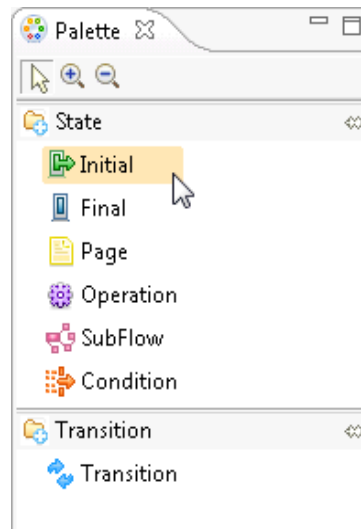 Palette
State
Initial
Final
Page
Operation
SubFlow
Condition
Transition
Transition